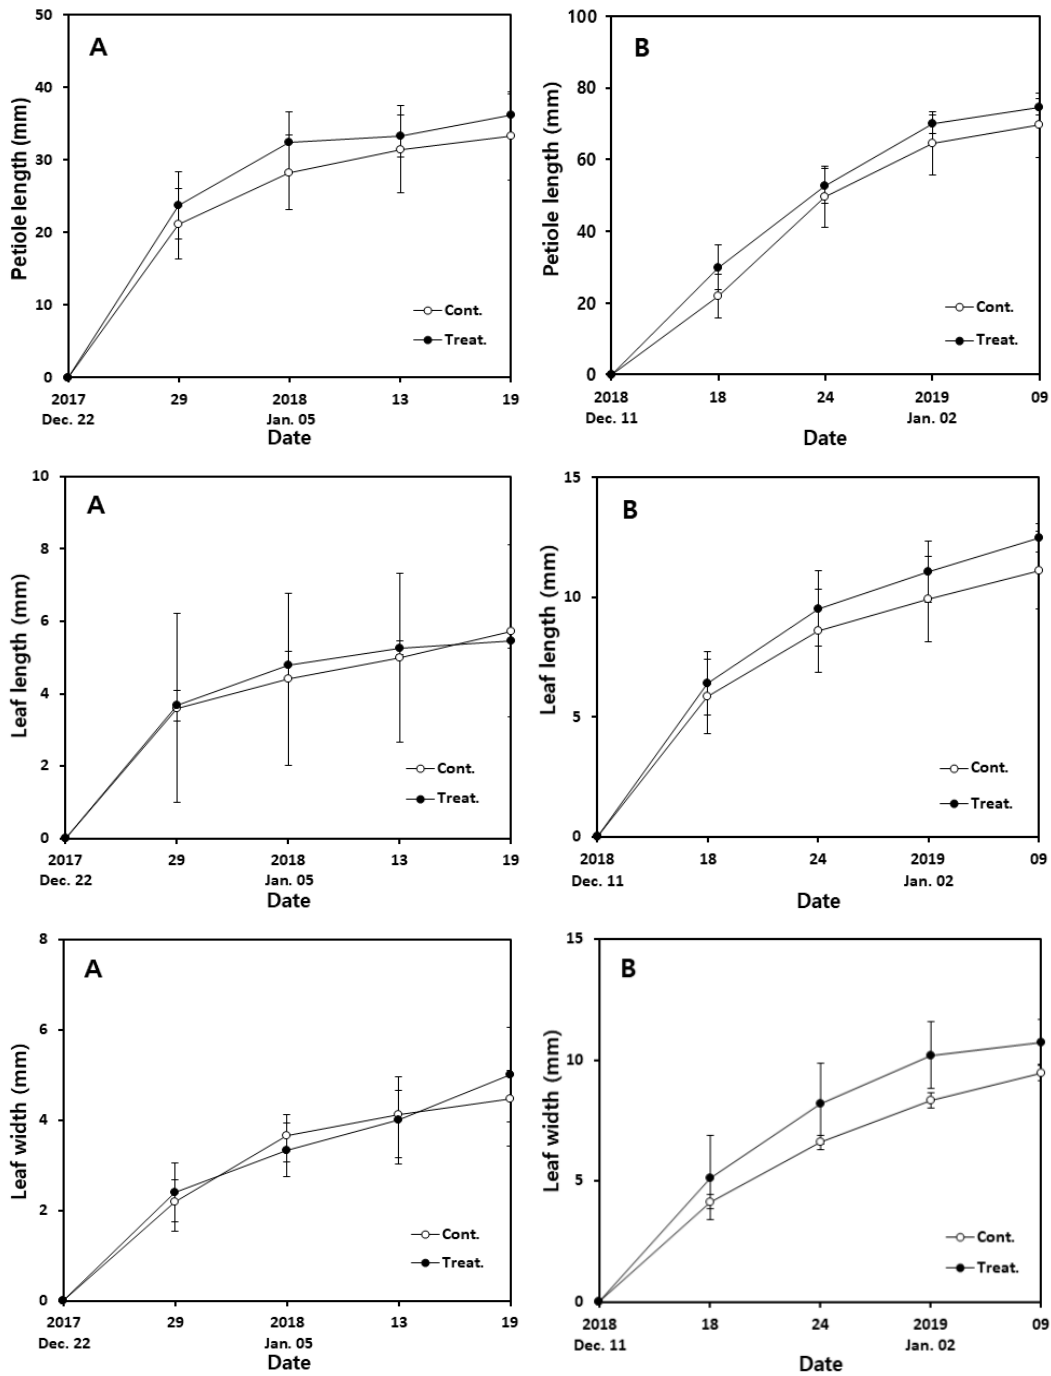 50
40
30
20
10
0
Petiole length (mm)
A
Cont.
Treat.
2017 29 2018 13 19
Dec. 22 Jan. 05
Date
100
80
60
40
20
0
Petiole length (mm)
B
Cont.
Treat.
2018 18 24 2019 09
Dec. 11 Jan. 02
Date
10
8
6
4
2
0
Leaf length (mm)
A
Cont.
Treat.
2017 29 2018 13 19
Dec. 22 Jan. 05
Date
15
10
5
0
Leaf length (mm)
B
Cont.
Treat.
2018 18 24 2019 09
Dec. 11 Jan. 02
Date
8
6
4
2
0
Leaf width (mm)
A
Cont.
Treat.
2017 29 2018 13 19
Dec. 22 Jan. 05
Date
15
10
5
0
Leaf width (mm)
B
Cont.
Treat.
2018 18 24 2019 09
Dec. 11 Jan. 02
Date